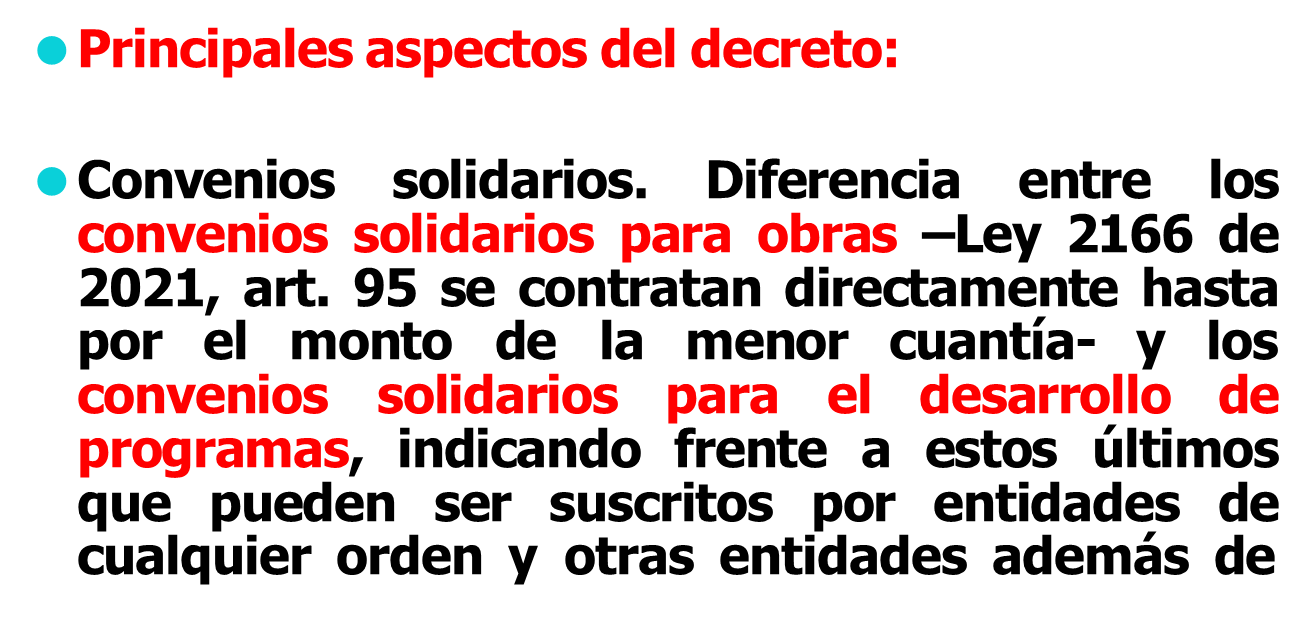 Principales aspectos del decreto:
Convenios solidarios. Diferencia entre los
convenios solidarios para obras –Ley 2166 de
2021, art. 95 se contratan directamente hasta
por el monto de la menor cuantía- y los
convenios solidarios para el desarrollo de
programas, indicando frente a estos últimos
que pueden ser suscritos por entidades de
cualquier orden y otras entidades además de